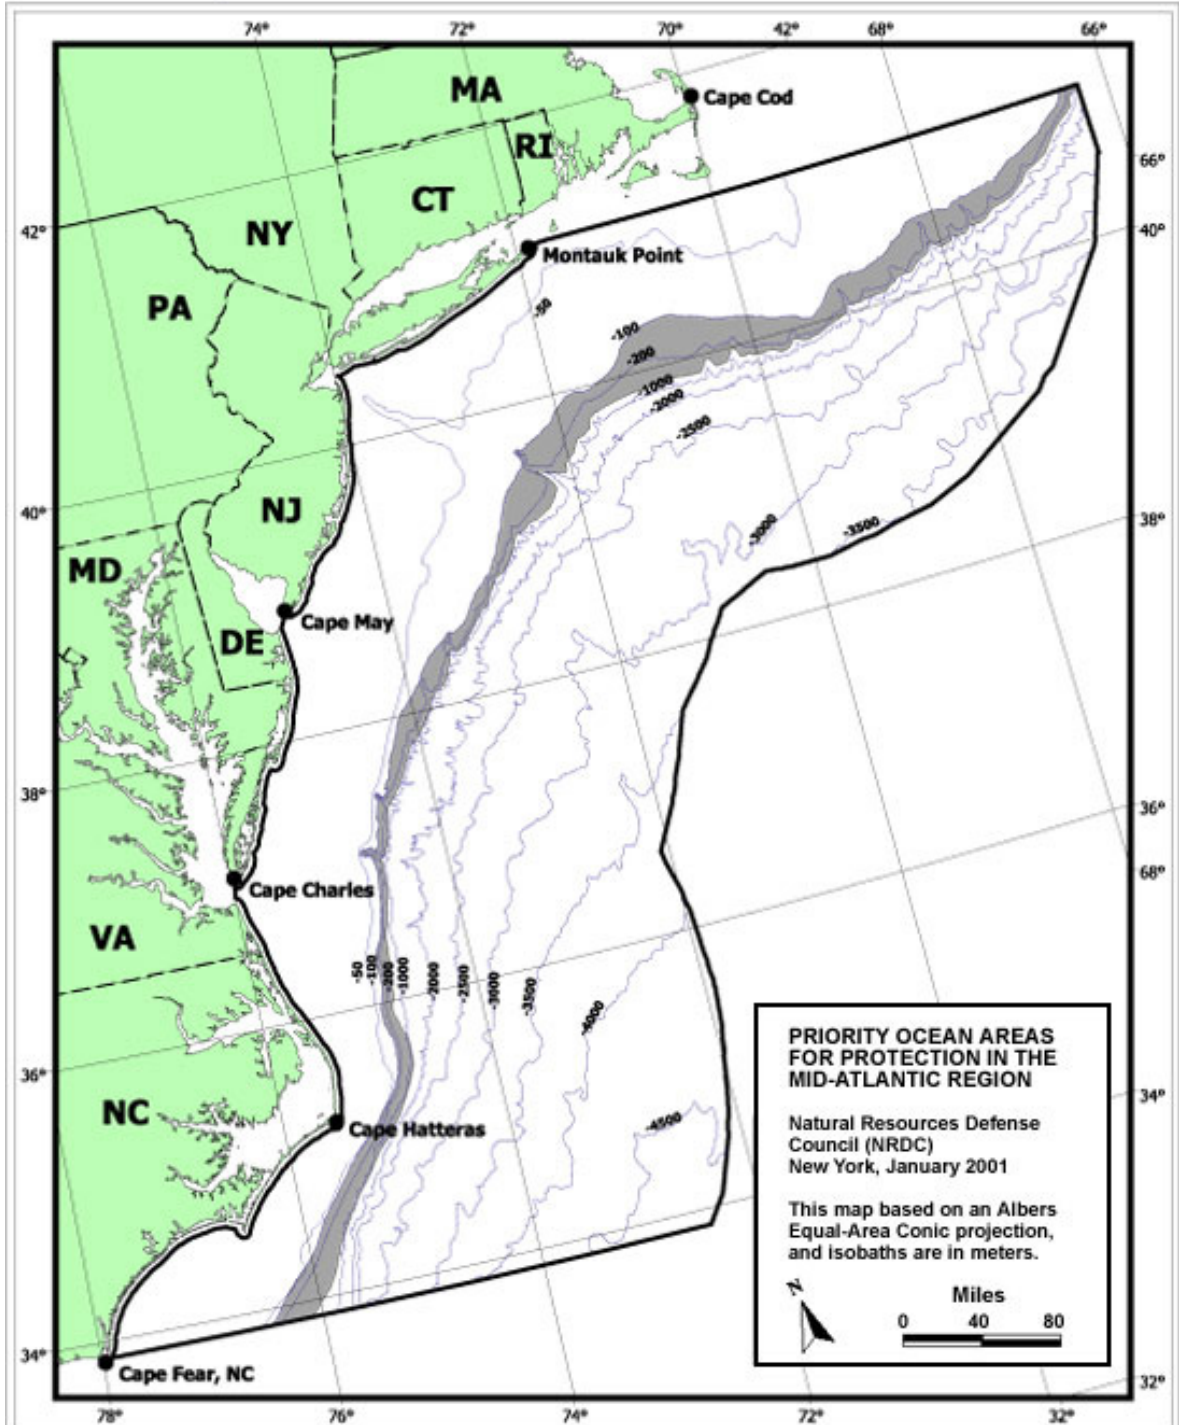 74°
72°
70°
42°
68°
66°
MA
Cape Cod
RI
CT
66°
42°
NY
40°
Montauk Point
PA
-50
-100
-200
-1000
-2000
-2500
40°
NJ
38°
-3000
-3500
MD
Cape May
DE
38°
36°
68°
Cape Charles
VA
-50
-100
-200
-1000
-2000
-2500
-3000
-3500
-4000
36°
34°
NC
Cape Hatteras
-4500
PRIORITY OCEAN AREAS
FOR PROTECTION IN THE
MID-ATLANTIC REGION
Natural Resources Defense
Council (NRDC)
New York, January 2001
This map based on an Albers
Equal-Area Conic projection,
and isobaths are in meters.
N
Miles
0 40 80
34°
Cape Fear, NC
32°
78°
76°
74°
72°
32°